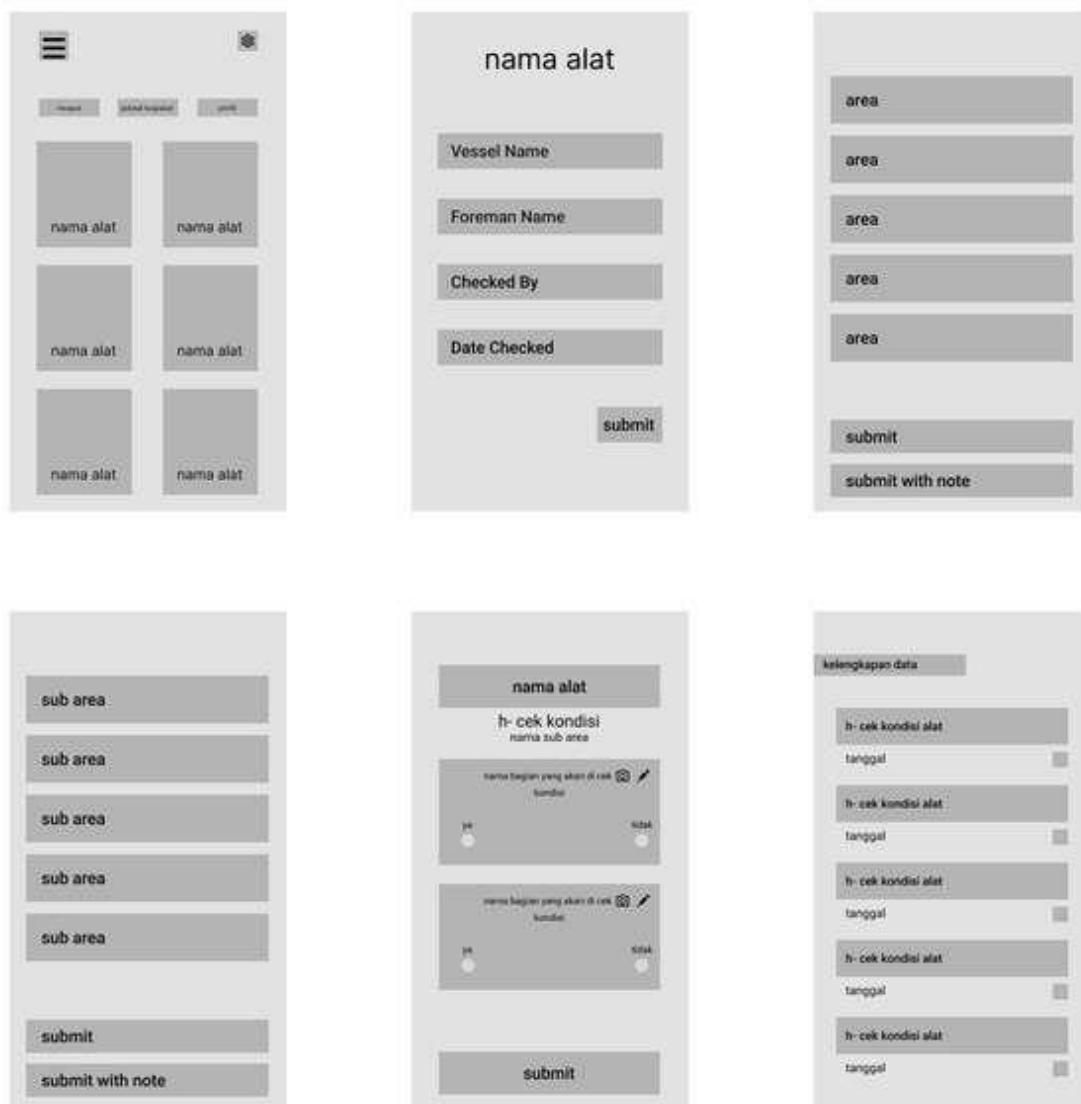 profil
nama alat
nama alat
nama alat
nama alat
nama alat
nama alat
nama alat
Vessel Name
Foreman Name
Checked By
Date Checked
submit
area
area
area
area
area
submit
submit with note
sub area
sub area
sub area
sub area
sub area
submit
submit with note
nama alat
h- cek kondisi
nama sub area
nama bagian yang akan di cek
kondisi
ya
tidak
nama bagian yang akan di cek
kondisi
ya
tidak
submit
kelengkapan data
h- cek kondisi alat
tanggal
h- cek kondisi alat
tanggal
h- cek kondisi alat
tanggal
h- cek kondisi alat
tanggal
h- cek kondisi alat
tanggal